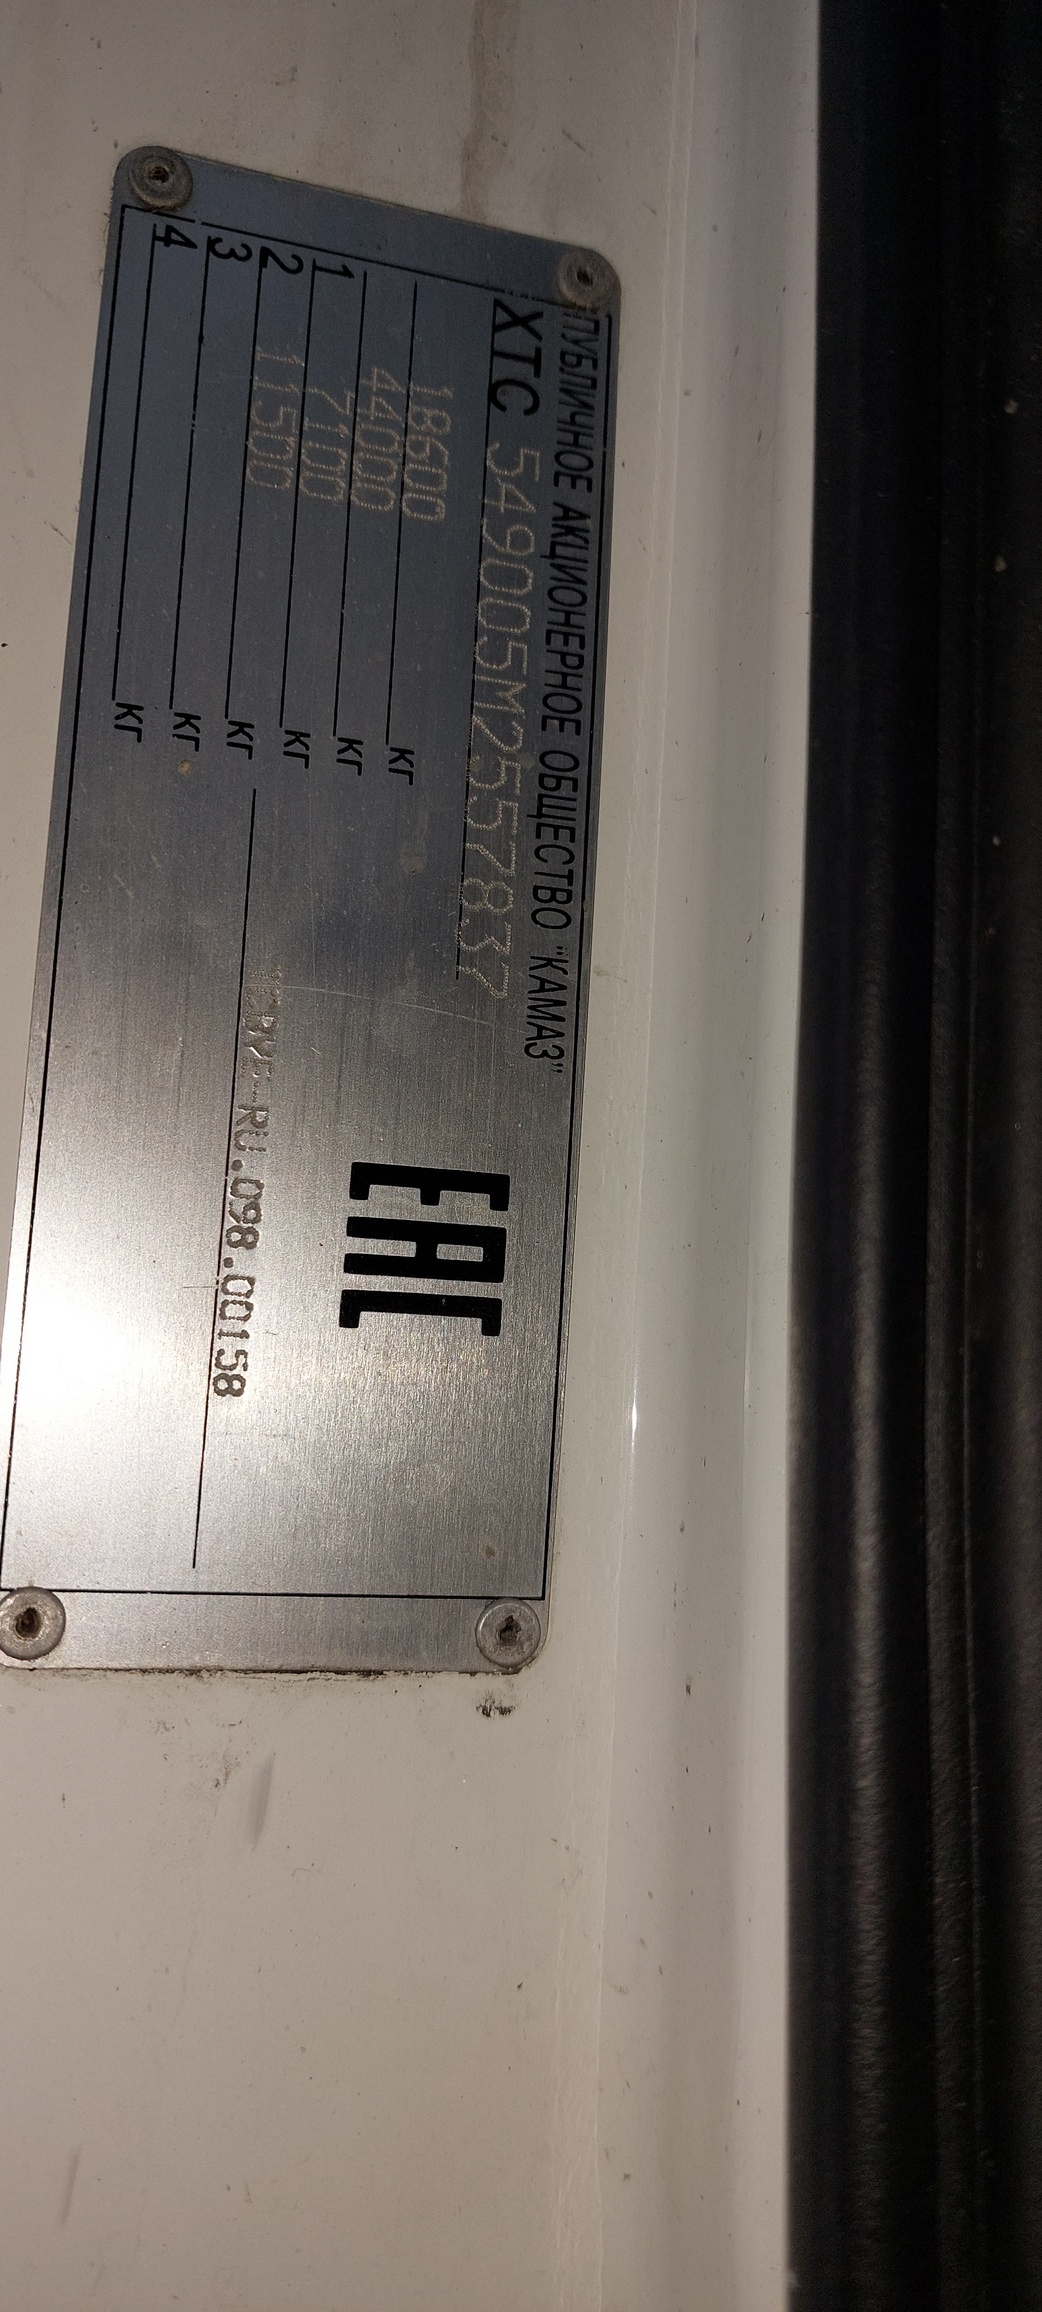 ПУБЛИЧНОЕ АКЦИОНЕРНОЕ ОБЩЕСТВО "КАМАЗ"
XTC 549005M2557837
18600 кг
44000 кг
1 7100 кг
2 11500 кг
3 кг
4 кг
EAC
TCBYE-RU.098.00158